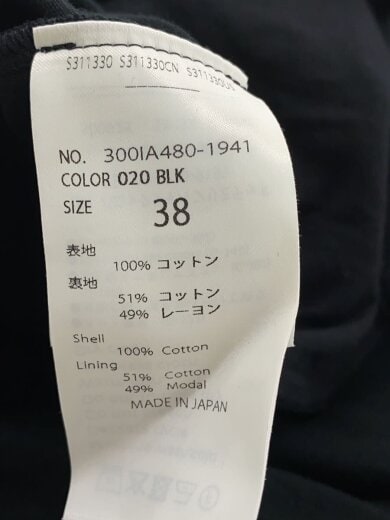 S311330 S311330CN S311330US
NO. 300IA480-1941
COLOR 020 BLK
SIZE 38
表地
100% コットン
裏地
51% コットン
49% レーヨン
Shell
100% Cotton
Lining
51% Cotton
49% Modal
MADE IN JAPAN